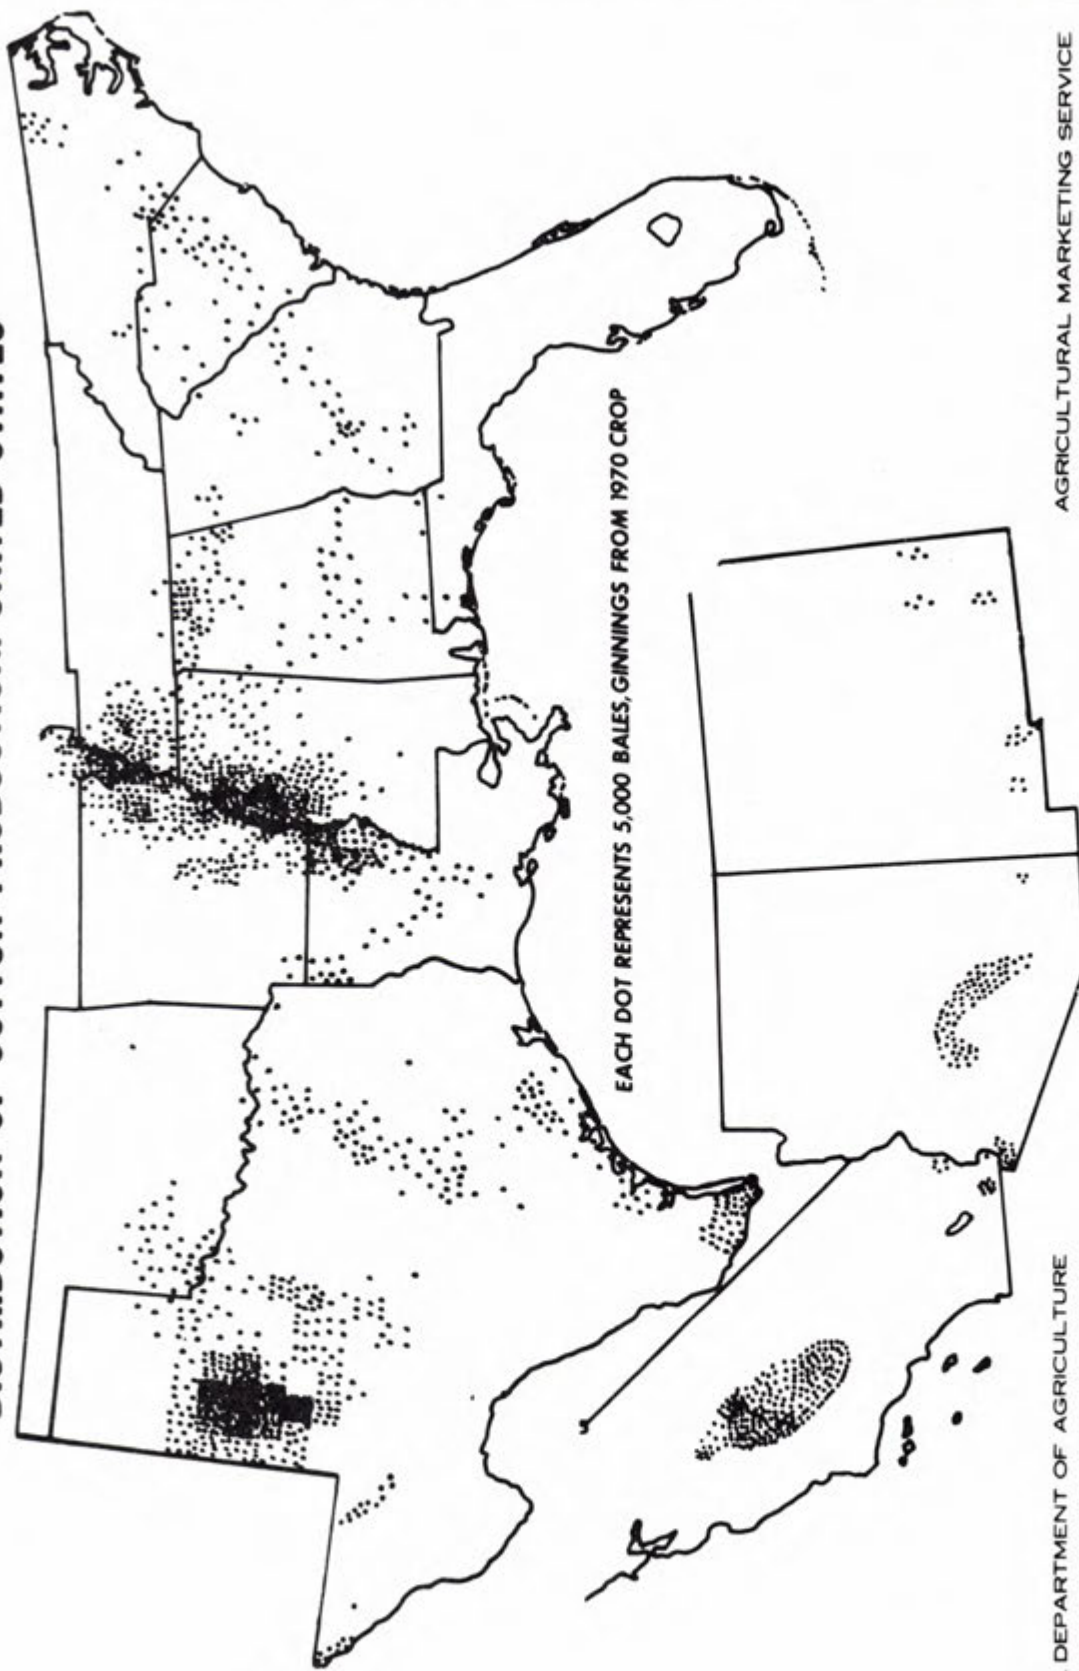 EACH DOT REPRESENTS 5,000 BALES, GINNINGS FROM 1970 CROP
DEPARTMENT OF AGRICULTURE
AGRICULTURAL MARKETING SERVICE